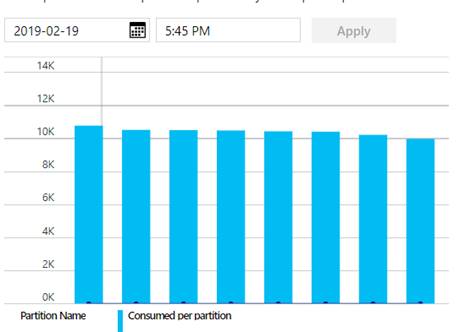 2019-02-19 5:45 PM Apply
14K
12K
10K
8K
6K
4K
2K
0K
Partition Name Consumed per partition